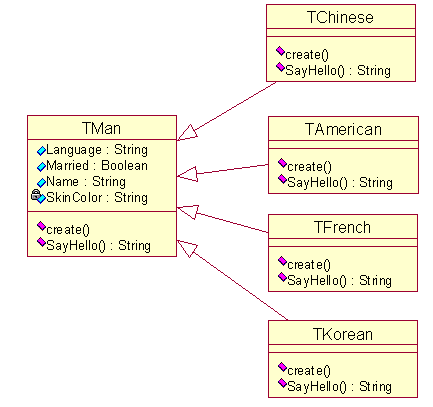 TMan
Language : String
Married : Boolean
Name : String
SkinColor : String
create()
SayHello() : String
TChinese
create()
SayHello() : String
TAmerican
create()
SayHello() : String
TFrench
create()
SayHello() : String
TKorean
create()
SayHello() : String